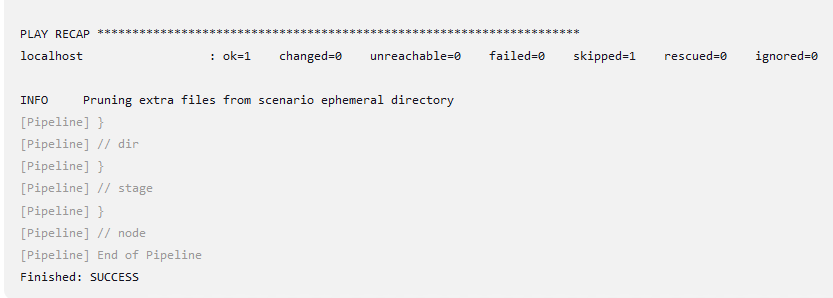 PLAY RECAP *********************************************************************
localhost                  : ok=1    changed=0    unreachable=0    failed=0    skipped=1    rescued=0    ignored=0
INFO     Pruning extra files from scenario ephemeral directory
[Pipeline] }
[Pipeline] // dir
[Pipeline] }
[Pipeline] // stage
[Pipeline] }
[Pipeline] // node
[Pipeline] End of Pipeline
Finished: SUCCESS